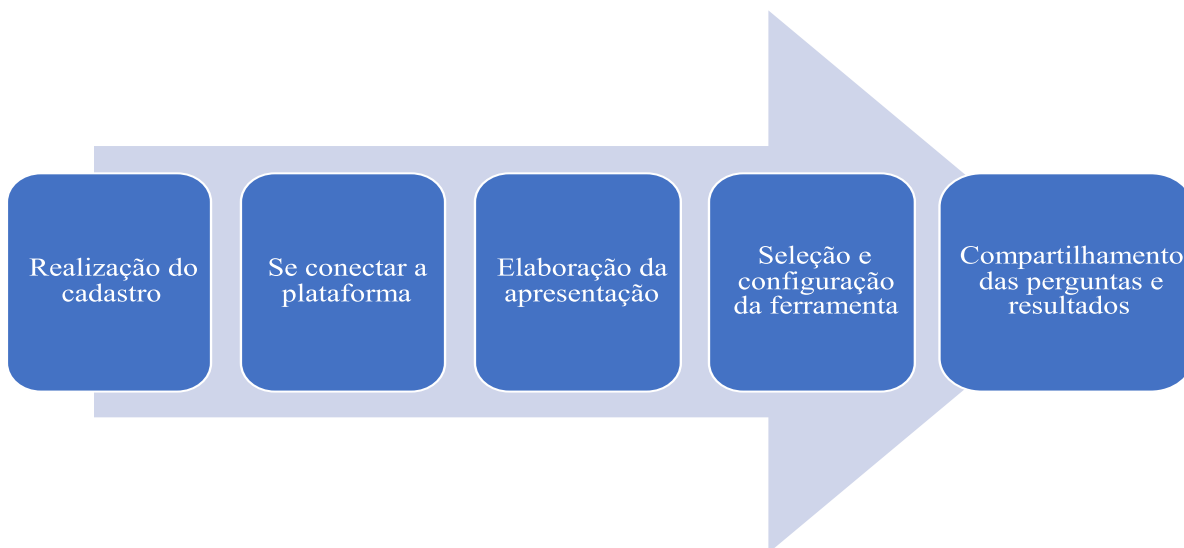 Realização do
cadastro
Se conectar a
plataforma
Elaboração da
apresentação
Seleção e
configuração
da ferramenta
Compartilhamento
das perguntas e
resultados